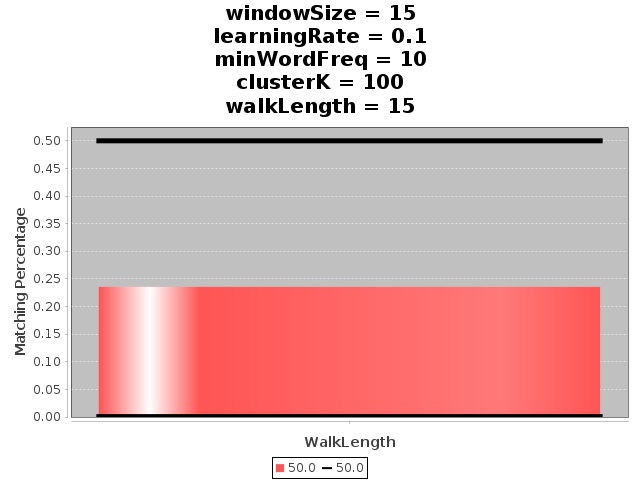 windowSize = 15
learningRate = 0.1
minWordFreq = 10
clusterK = 100
walkLength = 15
0.50
0.45
0.40
0.35
0.30
0.25
0.20
0.15
0.10
0.05
0.00
Matching Percentage
WalkLength
50.0 50.0